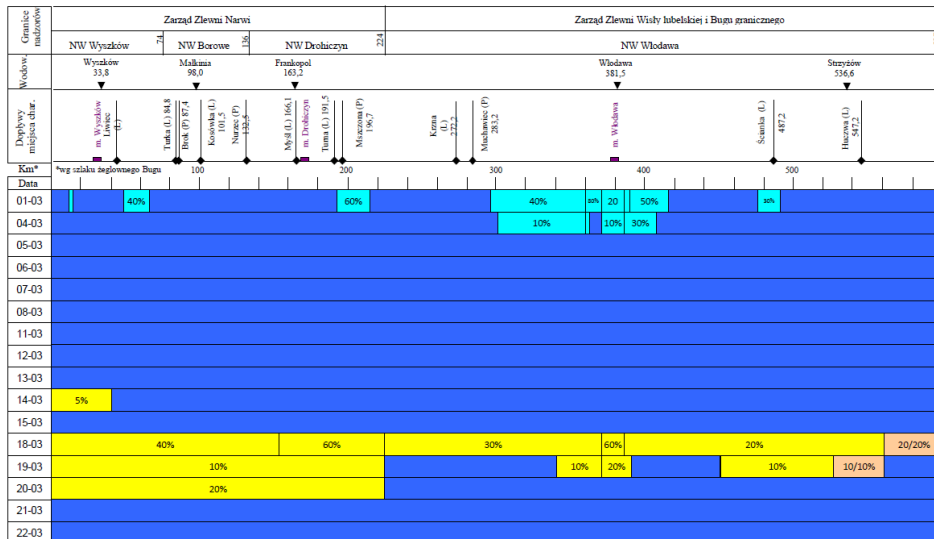 Granice nadzorów
Zarząd Zlewni Narwi
Zarząd Zlewni Wisły lubelskiej i Bugu granicznego
NW Wyszków
74
NW Borowe
136
NW Drohiczyn
224
NW Włodawa
Wodow.
Wyszków
33,8
Małkinia
98,0
Frankopol
163,2
Włodawa
381,5
Strzyżów
536,6
Dopływy
miejsca char.
m. Wyszków
Liwiec
(L)
Turka (L) 84,8
Brok (P) 87,4
Kosówka (L)
101,5
Nurzec (P)
132,5
Myśl (L) 166,1
m. Drohiczyn
Turna (L) 191,5
Mszczona (P)
196,7
Krzna
(L)
272,2
Muchawiec (P)
283,2
m. Włodawa
Ścianka (L)
487,2
Huczwa (L)
547,2
Km*
*wg szlaku żeglownego Bugu
100
200
300
400
500
Data
01-03
40%
60%
40%
20
50%
04-03
10%
10%
30%
05-03
06-03
07-03
08-03
11-03
12-03
13-03
14-03
5%
15-03
18-03
40%
60%
30%
60%
20%
20/20%
19-03
10%
10%
20%
10%
10/10%
20-03
20%
21-03
22-03